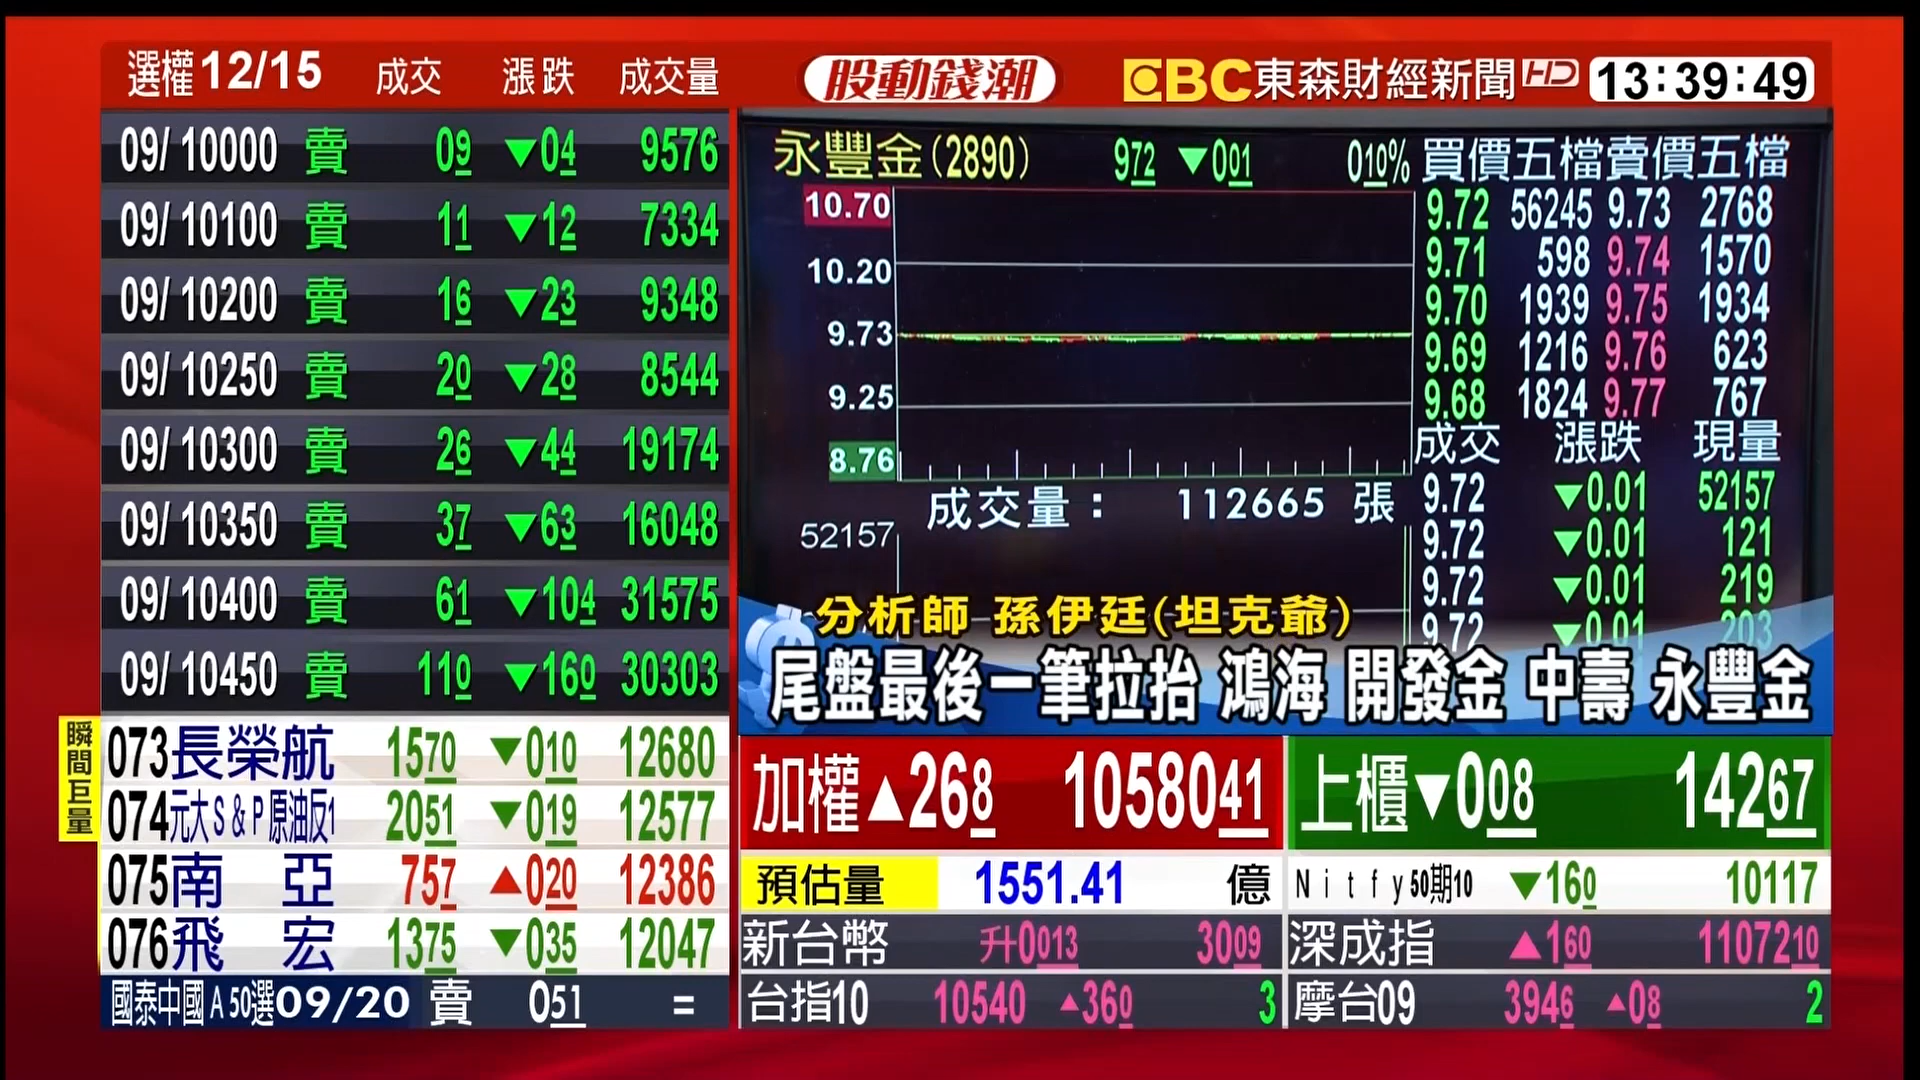 選權12/15 成交 漲跌 成交量
股動錢潮
EBC東森財經新聞HD 13:39:49
09/ 10000 賣 09 ▼04 9576
09/ 10100 賣 11 ▼12 7334
09/ 10200 賣 16 ▼23 9348
09/ 10250 賣 20 ▼28 8544
09/ 10300 賣 26 ▼44 19174
09/ 10350 賣 37 ▼63 16048
09/ 10400 賣 61 ▼104 31575
09/ 10450 賣 110 ▼160 30303
瞬間巨量
073長榮航 1570 ▼010 12680
074元大S&P原油反1 2051 ▼019 12577
075南亞 757 ▲020 12386
076飛宏 1375 ▼035 12047
國泰中國A50選09/20 賣 051 =
永豐金(2890) 972 ▼001 010%
10.70
10.20
9.73
9.25
8.76
成交量: 112665 張
52157
買價五檔賣價五檔
9.72 56245 9.73 2768
9.71 598 9.74 1570
9.70 1939 9.75 1934
9.69 1216 9.76 623
9.68 1824 9.77 767
成交 漲跌 現量
9.72 ▼0.01 52157
9.72 ▼0.01 121
9.72 ▼0.01 219
9.72 ▼0.01 203
分析師 孫伊廷(坦克爺)
尾盤最後一筆拉抬 鴻海 開發金 中壽 永豐金
加權▲268 1058041
上櫃▼008 14267
預估量 1551.41 億
Nitfy50期10 ▼160 10117
新台幣 升0013 3009
深成指 ▲160 1107210
台指10 10540 ▲360 3
摩台09 3946 ▲08 2